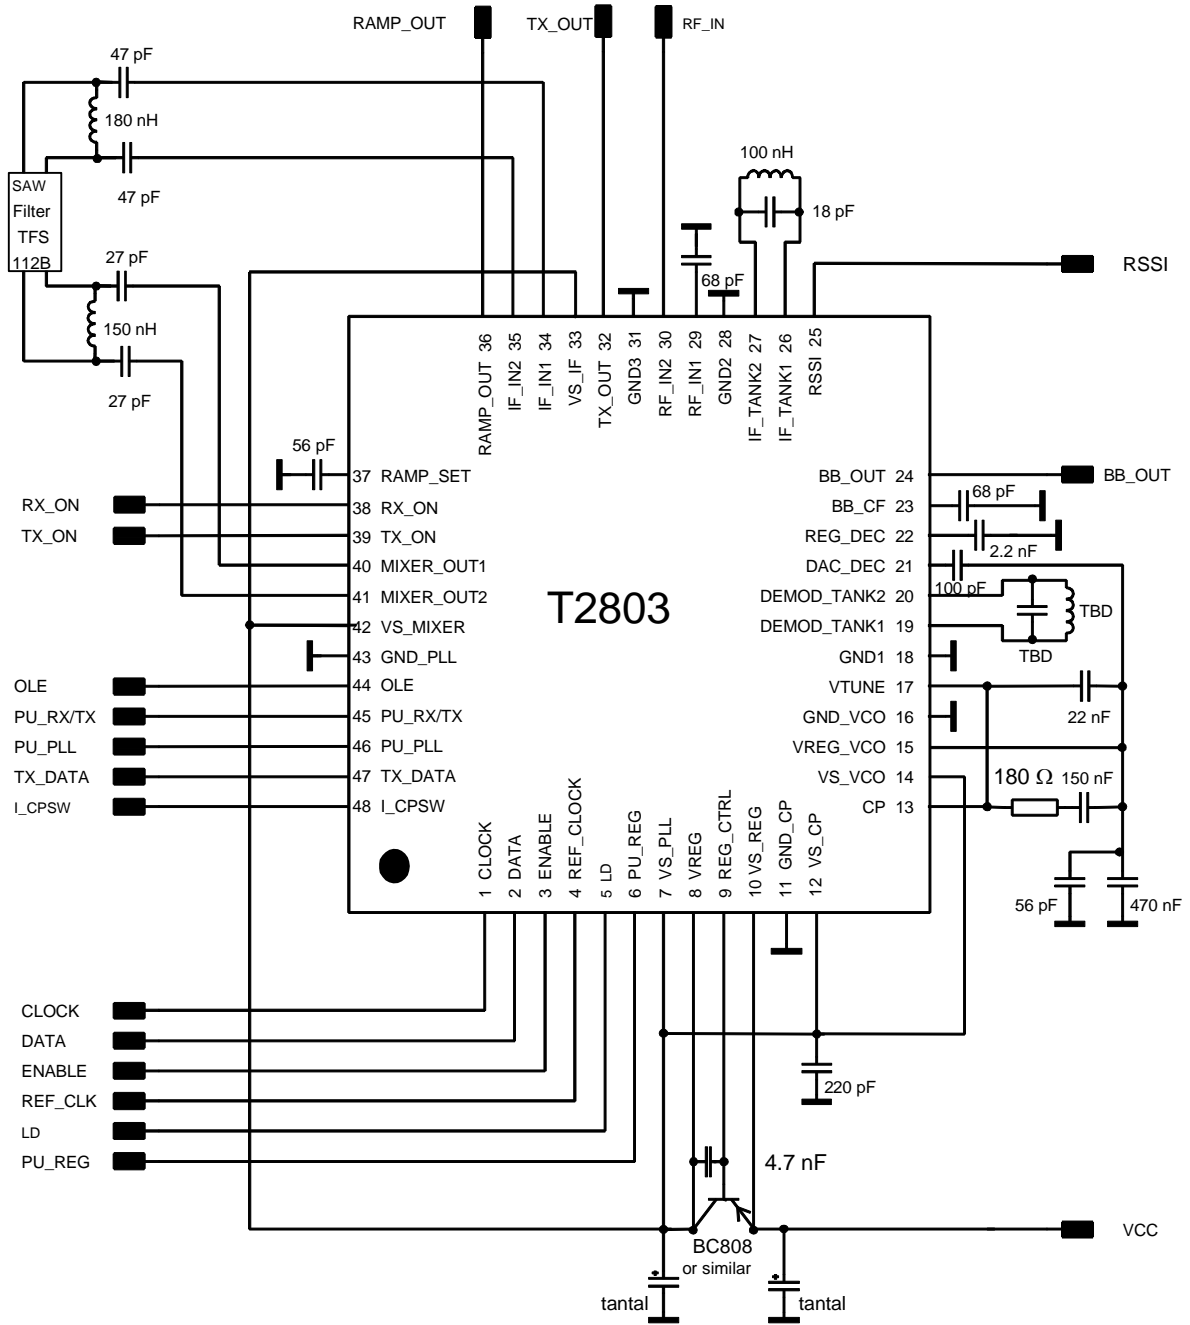 RAMP_OUT
TX_OUT
RF_IN
47 pF
180 nH
47 pF
SAW
Filter
TFS
112B
27 pF
150 nH
27 pF
100 nH
18 pF
68 pF
RSSI
RAMP_OUT 36
IF_IN2 35
IF_IN1 34
VS_IF 33
TX_OUT 32
GND3 31
RF_IN2 30
RF_IN1 29
GND2 28
IF_TANK2 27
IF_TANK1 26
RSSI 25
56 pF
37 RAMP_SET
RX_ON
38 RX_ON
TX_ON
39 TX_ON
40 MIXER_OUT1
41 MIXER_OUT2
42 VS_MIXER
43 GND_PLL
OLE
44 OLE
PU_RX/TX
45 PU_RX/TX
PU_PLL
46 PU_PLL
TX_DATA
47 TX_DATA
I_CPSW
48 I_CPSW
T2803
BB_OUT 24
BB_OUT
BB_CF 23
68 pF
REG_DEC 22
2.2 nF
DAC_DEC 21
100 pF
DEMOD_TANK2 20
TBD
DEMOD_TANK1 19
TBD
GND1 18
VTUNE 17
22 nF
GND_VCO 16
VREG_VCO 15
VS_VCO 14
180 Ω
150 nF
CP 13
56 pF
470 nF
1 CLOCK
2 DATA
3 ENABLE
4 REF_CLOCK
5 LD
6 PU_REG
7 VS_PLL
8 VREG
9 REG_CTRL
10 VS_REG
11 GND_CP
12 VS_CP
CLOCK
DATA
ENABLE
REF_CLK
LD
PU_REG
220 pF
4.7 nF
BC808
or similar
VCC
tantal
tantal